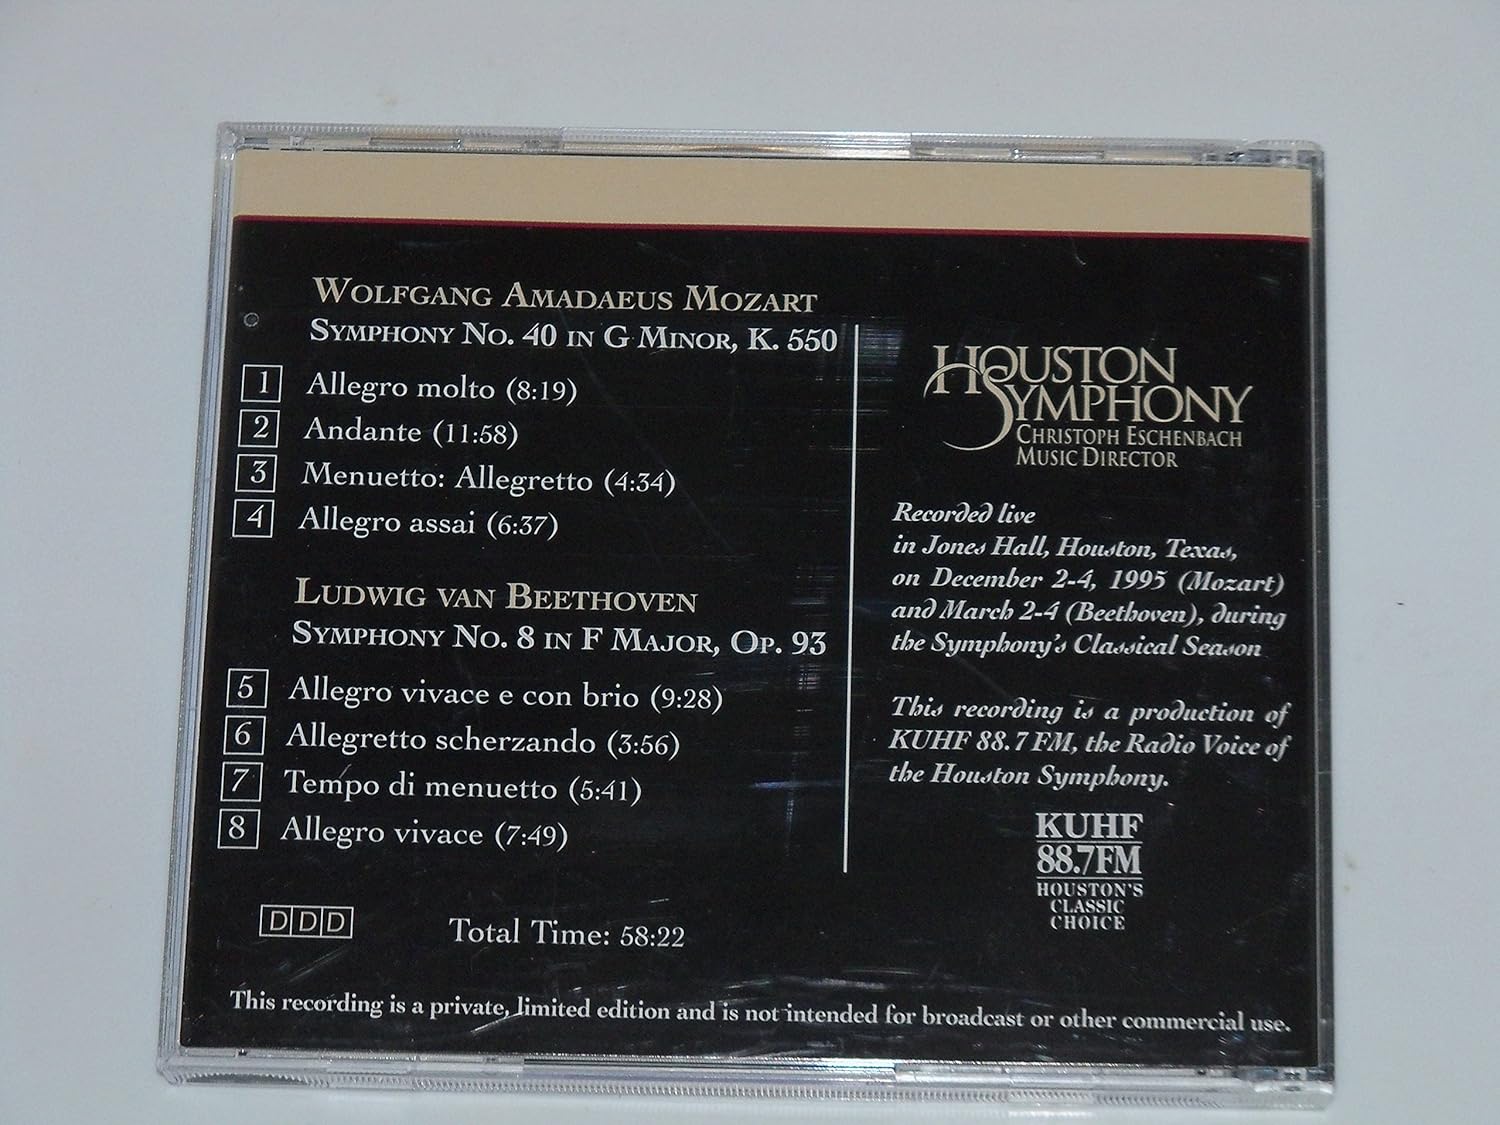 WOLFGANG AMADAEUS MOZART
SYMPHONY NO. 40 IN G MINOR, K. 550
1 Allegro molto (8:19)
2 Andante (11:58)
3 Menuetto: Allegretto (4:34)
4 Allegro assai (6:37)
LUDWIG VAN BEETHOVEN
SYMPHONY NO. 8 IN F MAJOR, OP. 93
5 Allegro vivace e con brio (9:28)
6 Allegretto scherzando (3:56)
7 Tempo di menuetto (5:41)
8 Allegro vivace (7:49)
DDD
Total Time: 58:22
HOUSTON
SYMPHONY
CHRISTOPH ESCHENBACH
MUSIC DIRECTOR
Recorded live
in Jones Hall, Houston, Texas,
on December 2-4, 1995 (Mozart)
and March 2-4 (Beethoven), during
the Symphony's Classical Season
This recording is a production of
KUHF 88.7 FM, the Radio Voice of
the Houston Symphony.
KUHF
88.7FM
HOUSTON'S
CLASSIC
CHOICE
This recording is a private, limited edition and is not intended for broadcast or other commercial use.